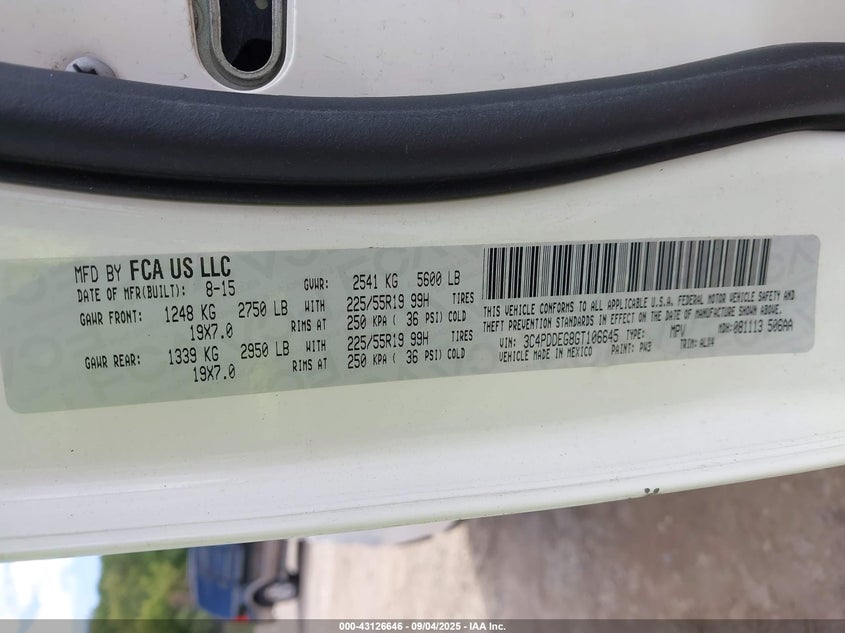 MFD BY FCA US LLC
DATE OF MFR(BUILT): 8-15 GVWR: 2541 KG 5600 LB
GAWR FRONT: 1248 KG 2750 LB WITH 225/55R19 99H TIRES
19X7.0 RIMS AT 250 KPA ( 36 PSI) COLD
GAWR REAR: 1339 KG 2950 LB WITH 225/55R19 99H TIRES
19X7.0 RIMS AT 250 KPA ( 36 PSI) COLD
THIS VEHICLE CONFORMS TO ALL APPLICABLE U.S.A. FEDERAL MOTOR VEHICLE SAFETY AND
THEFT PREVENTION STANDARDS IN EFFECT ON THE DATE OF MANUFACTURE SHOWN ABOVE.
VIN: 3C4PDDEG8GT106645 TYPE: MPV MDH: 081113 506AA
VEHICLE MADE IN MEXICO PAINT: PW3 TRIM: ALX4
000-43126646 - 09/04/2025 - IAA Inc.